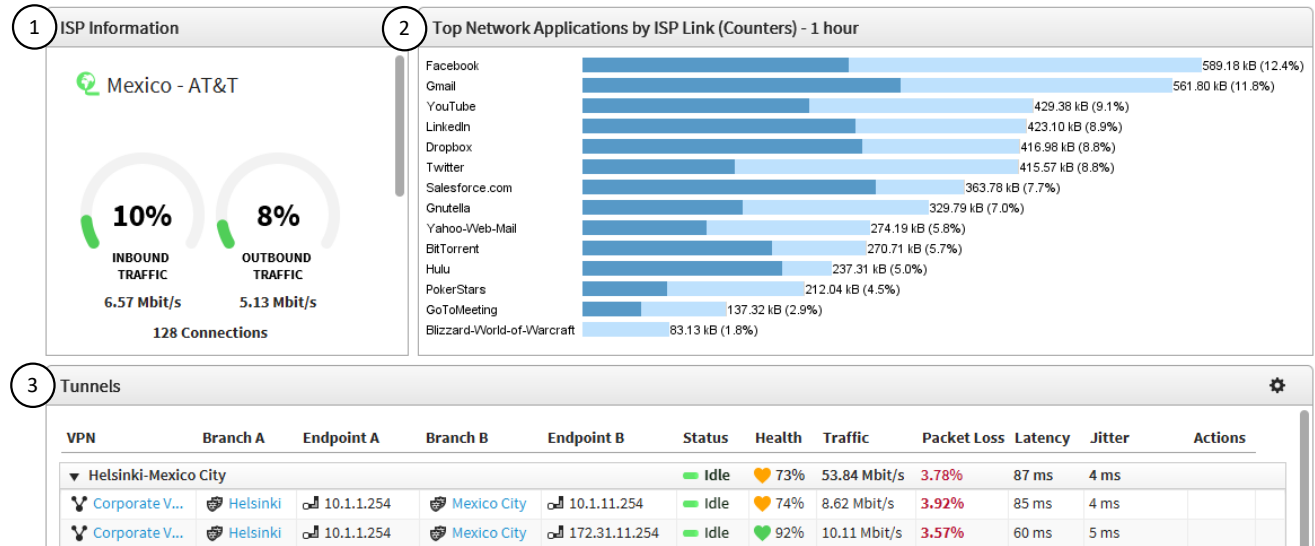 1 ISP Information
Mexico - AT&T
10% 8%
INBOUND TRAFFIC OUTBOUND TRAFFIC
6.57 Mbit/s 5.13 Mbit/s
128 Connections
2 Top Network Applications by ISP Link (Counters) - 1 hour
Facebook 589.18 kB (12.4%)
Gmail 561.80 kB (11.8%)
YouTube 429.38 kB (9.1%)
LinkedIn 423.10 kB (8.9%)
Dropbox 416.98 kB (8.8%)
Twitter 415.57 kB (8.8%)
Salesforce.com 363.78 kB (7.7%)
Gnutella 329.79 kB (7.0%)
Yahoo-Web-Mail 274.19 kB (5.8%)
BitTorrent 270.71 kB (5.7%)
Hulu 237.31 kB (5.0%)
PokerStars 212.04 kB (4.5%)
GoToMeeting 137.32 kB (2.9%)
Blizzard-World-of-Warcraft 83.13 kB (1.8%)
3 Tunnels
VPN Branch A Endpoint A Branch B Endpoint B Status Health Traffic Packet Loss Latency Jitter Actions
Helsinki-Mexico City Idle 73% 53.84 Mbit/s 3.78% 87 ms 4 ms
Corporate V... Helsinki 10.1.1.254 Mexico City 10.1.11.254 Idle 74% 8.62 Mbit/s 3.92% 85 ms 4 ms
Corporate V... Helsinki 10.1.1.254 Mexico City 172.31.11.254 Idle 92% 10.11 Mbit/s 3.57% 60 ms 5 ms